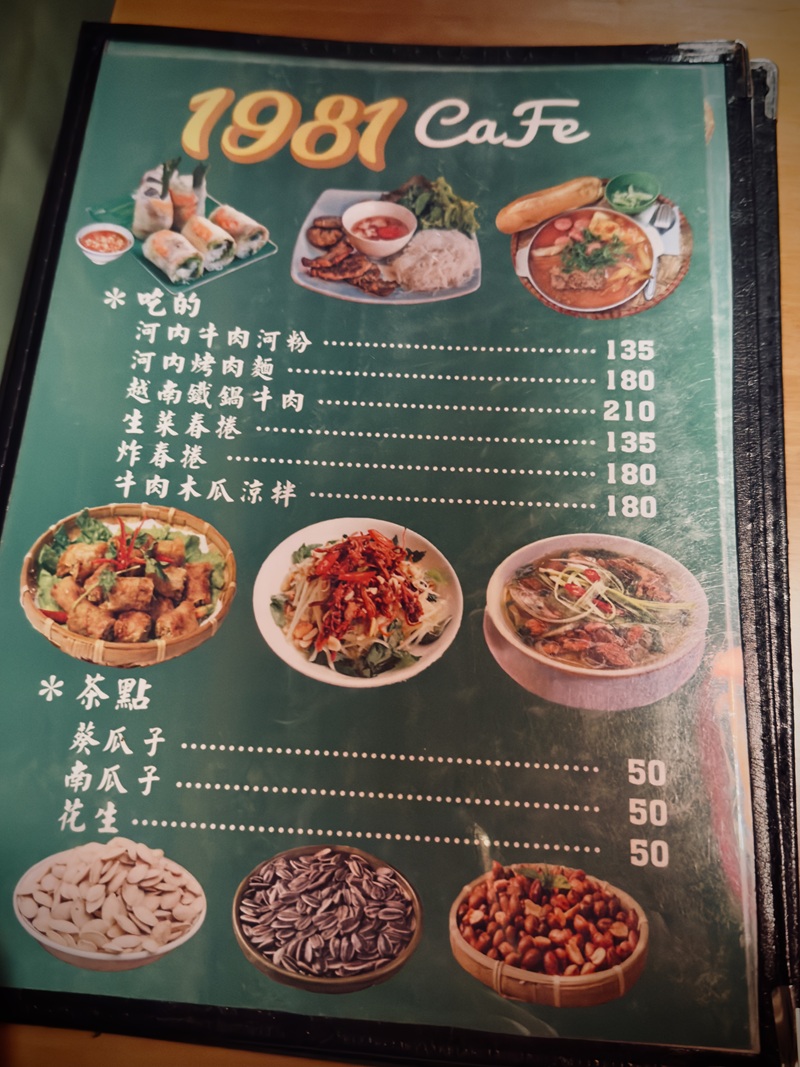 1981 CaFe
* 吃的
河内牛肉河粉 135
河内烤肉麵 180
越南鐵鍋牛肉 210
生菜春捲 135
炸春捲 180
牛肉木瓜涼拌 180
* 茶點
葵瓜子 50
南瓜子 50
花生 50